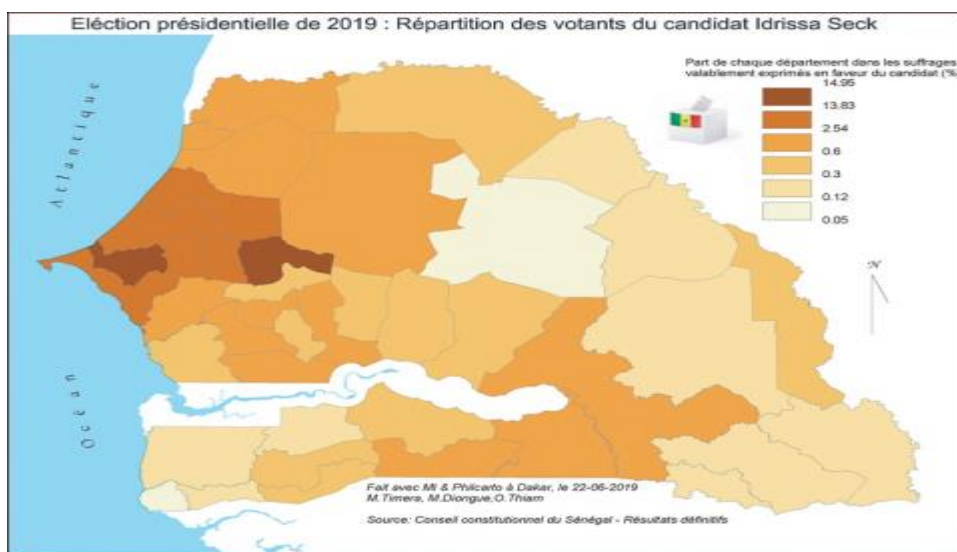 Eléction présidentielle de 2019 : Répartition des votants du candidat Idrissa Seck
Part de chaque département dans les suffrages
valablement exprimés en faveur du candidat (%)
14.95
13.83
2.54
0.6
0.3
0.12
0.05
Atlantique
N
Océan
Fait avec MI & Philcarto à Dakar, le 22-06-2019
M.Timera, M.Diongue,O.Thiam
Source: Conseil constitutionnel du Sénégal - Résultats définitifs